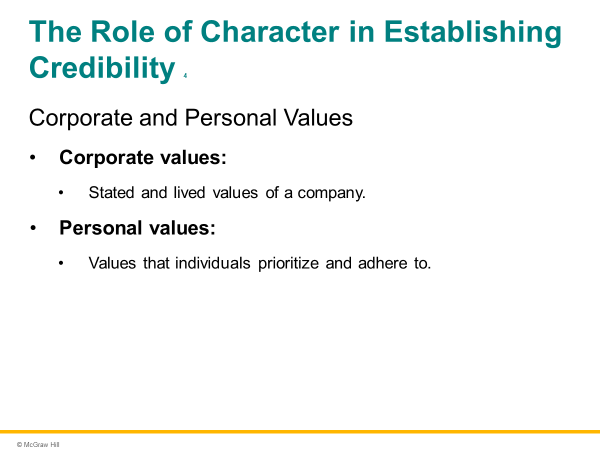 The Role of Character in Establishing
Credibility 4
Corporate and Personal Values
• Corporate values:
• Stated and lived values of a company.
• Personal values:
• Values that individuals prioritize and adhere to.
© McGraw Hill